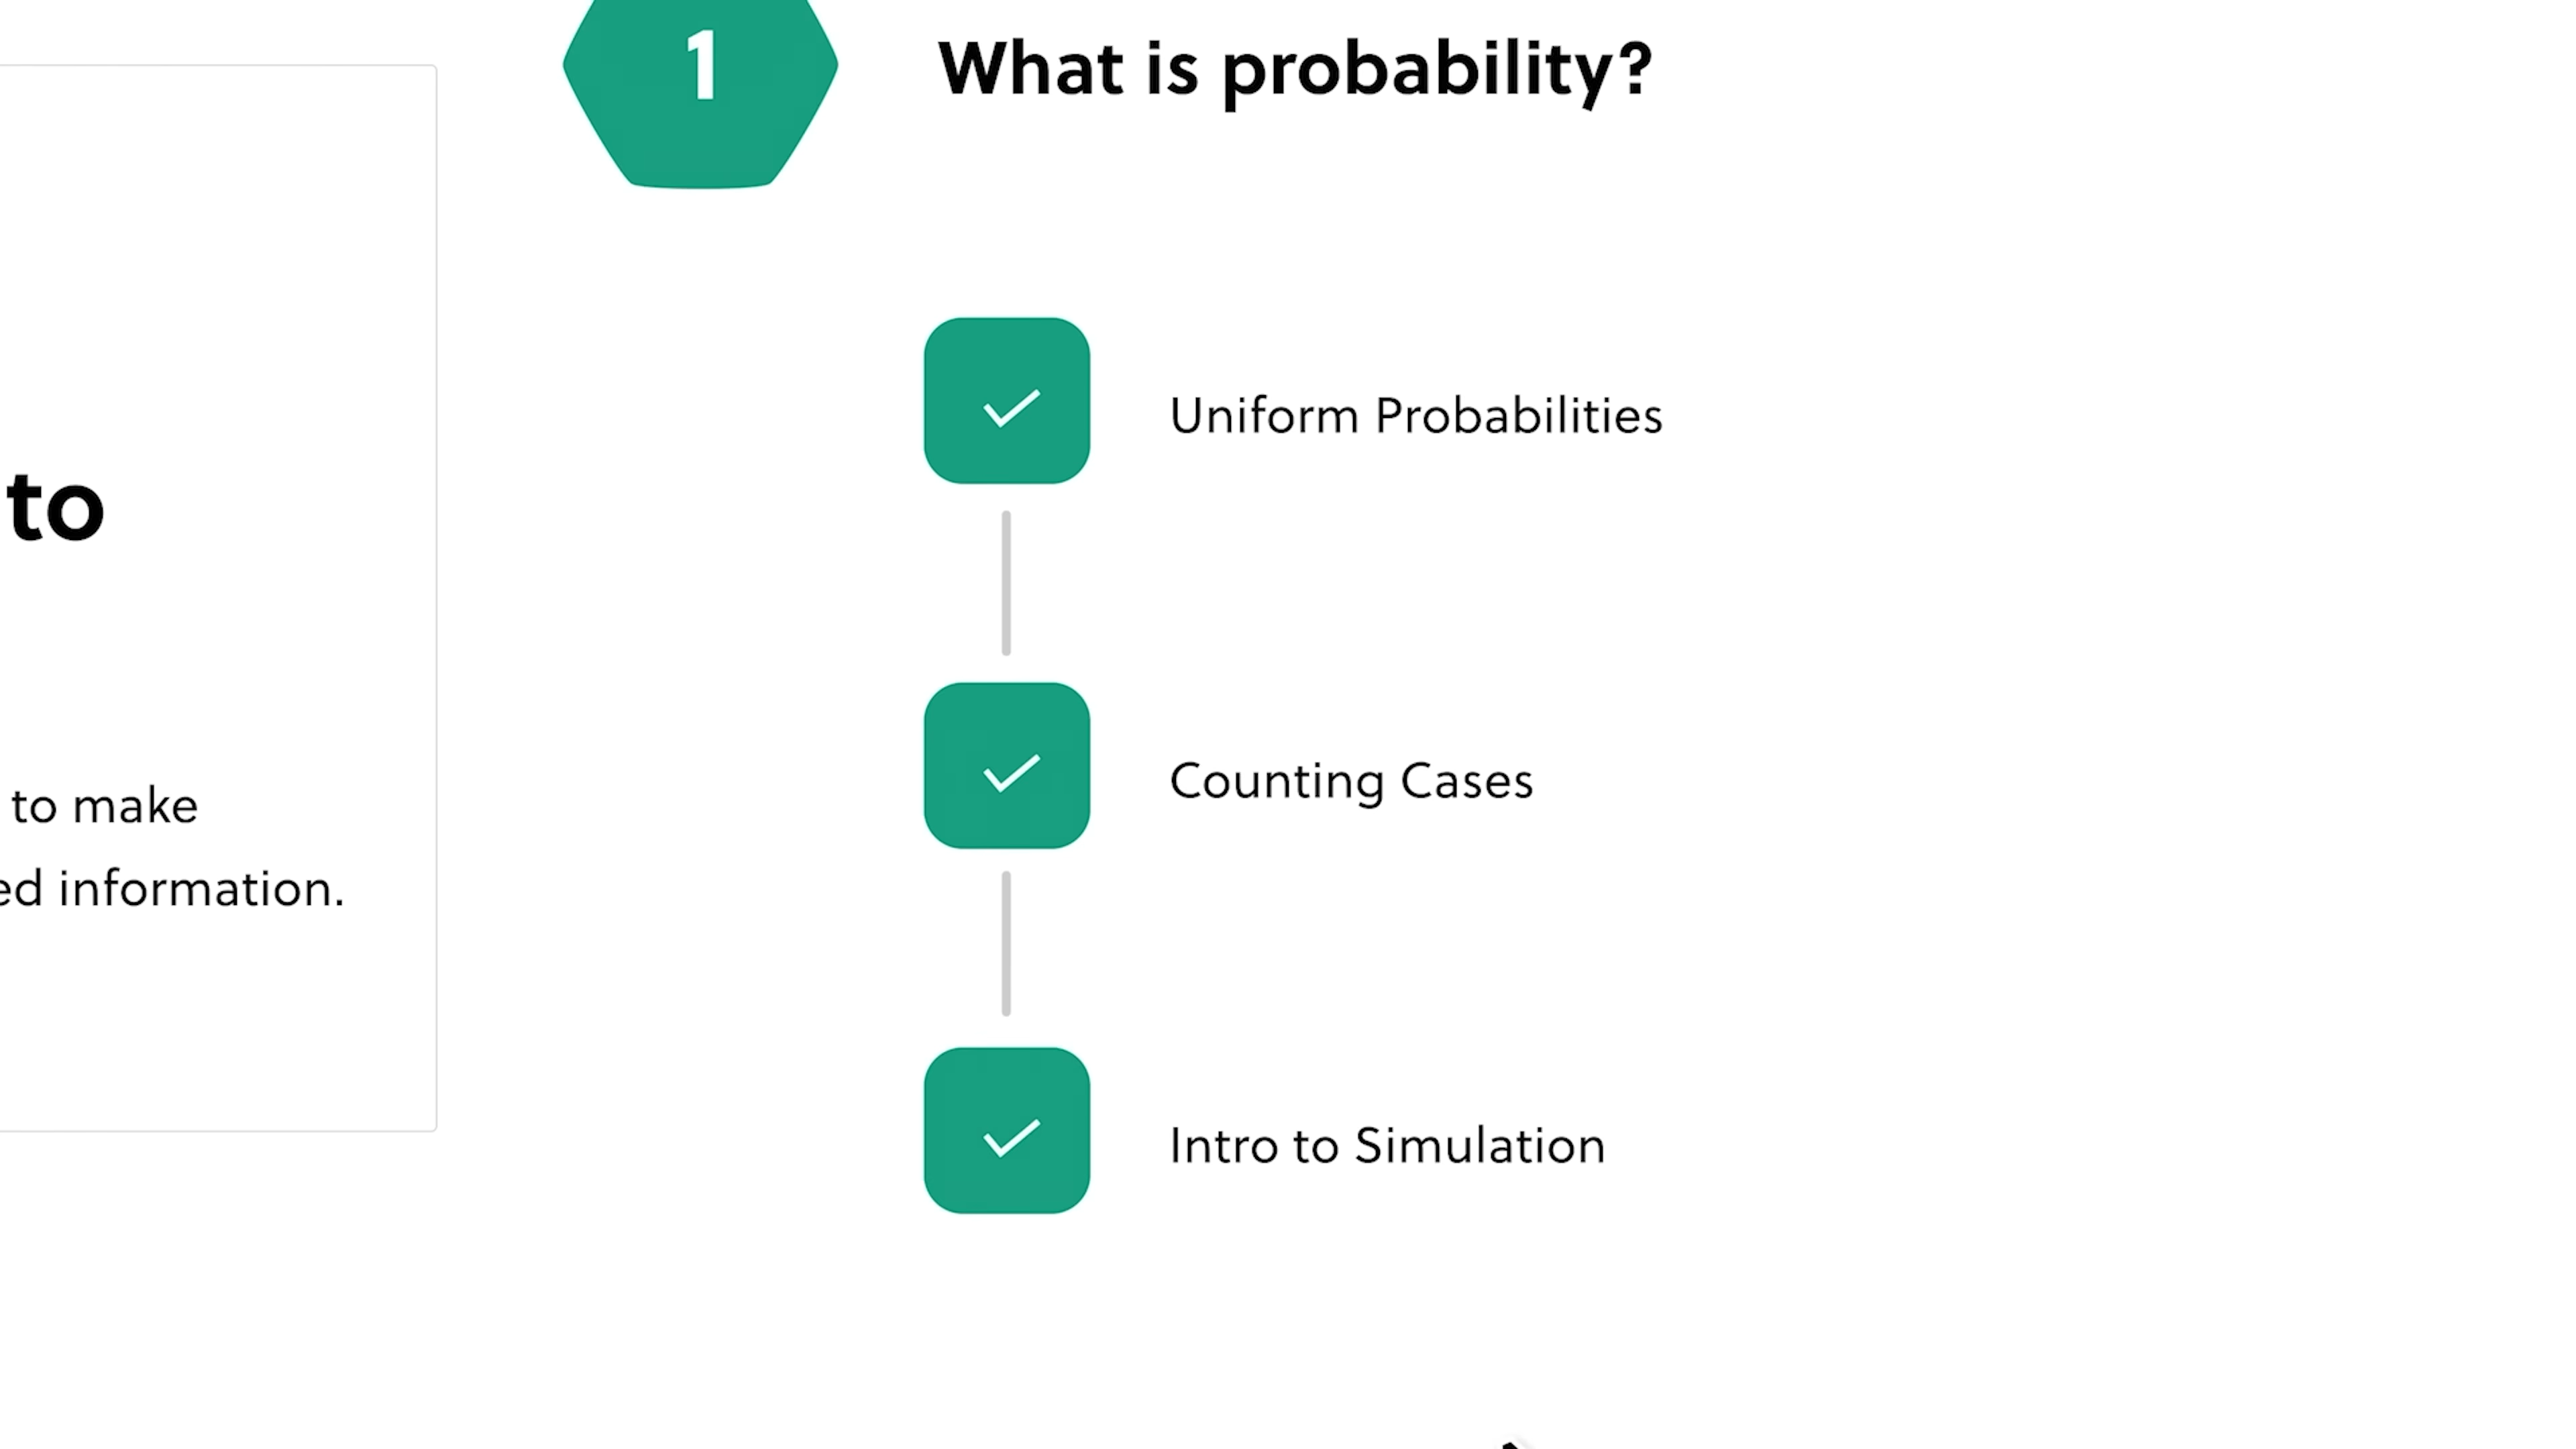 1
What is probability?
Uniform Probabilities
Counting Cases
Intro to Simulation
to
to make
ed information.